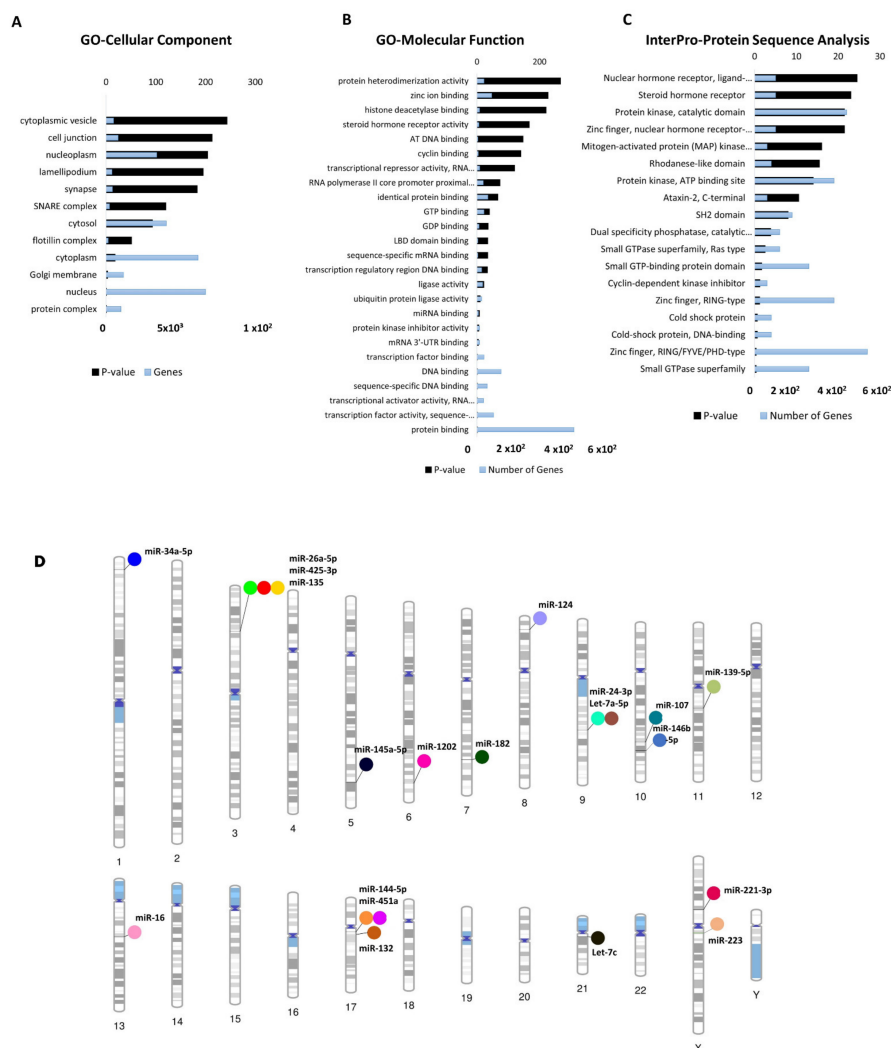 A
GO-Cellular Component
0 100 200 300
cytoplasmic vesicle
cell junction
nucleoplasm
lamellipodium
synapse
SNARE complex
cytosol
flotillin complex
cytoplasm
Golgi membrane
nucleus
protein complex
0 5x10³ 1 x10²
P-value Genes
B
GO-Molecular Function
0 200
protein heterodimerization activity
zinc ion binding
histone deacetylase binding
steroid hormone receptor activity
AT DNA binding
cyclin binding
transcriptional repressor activity, RNA...
RNA polymerase II core promoter proximal...
identical protein binding
GTP binding
GDP binding
LBD domain binding
sequence-specific mRNA binding
transcription regulatory region DNA binding
ligase activity
ubiquitin protein ligase activity
miRNA binding
protein kinase inhibitor activity
mRNA 3'-UTR binding
transcription factor binding
DNA binding
sequence-specific DNA binding
transcriptional activator activity, RNA...
transcription factor activity, sequence-...
protein binding
0 2 x10² 4 x10² 6 x10²
P-value Number of Genes
C
InterPro-Protein Sequence Analysis
0 10 20 30
Nuclear hormone receptor, ligand-...
Steroid hormone receptor
Protein kinase, catalytic domain
Zinc finger, nuclear hormone receptor-...
Mitogen-activated protein (MAP) kinase...
Rhodanese-like domain
Protein kinase, ATP binding site
Ataxin-2, C-terminal
SH2 domain
Dual specificity phosphatase, catalytic...
Small GTPase superfamily, Ras type
Small GTP-binding protein domain
Cyclin-dependent kinase inhibitor
Zinc finger, RING-type
Cold shock protein
Cold-shock protein, DNA-binding
Zinc finger, RING/FYVE/PHD-type
Small GTPase superfamily
0 2 x10² 4 x10² 6 x10²
P-value Number of Genes
D
miR-34a-5p
miR-26a-5p
miR-425-3p
miR-135
miR-124
miR-139-5p
miR-24-3p
Let-7a-5p
miR-107
miR-146b
-5p
miR-145a-5p
miR-1202
miR-182
1 2 3 4 5 6 7 8 9 10 11 12
miR-16
miR-144-5p
miR-451a
miR-132
Let-7c
miR-221-3p
miR-223
13 14 15 16 17 18 19 20 21 22 X Y